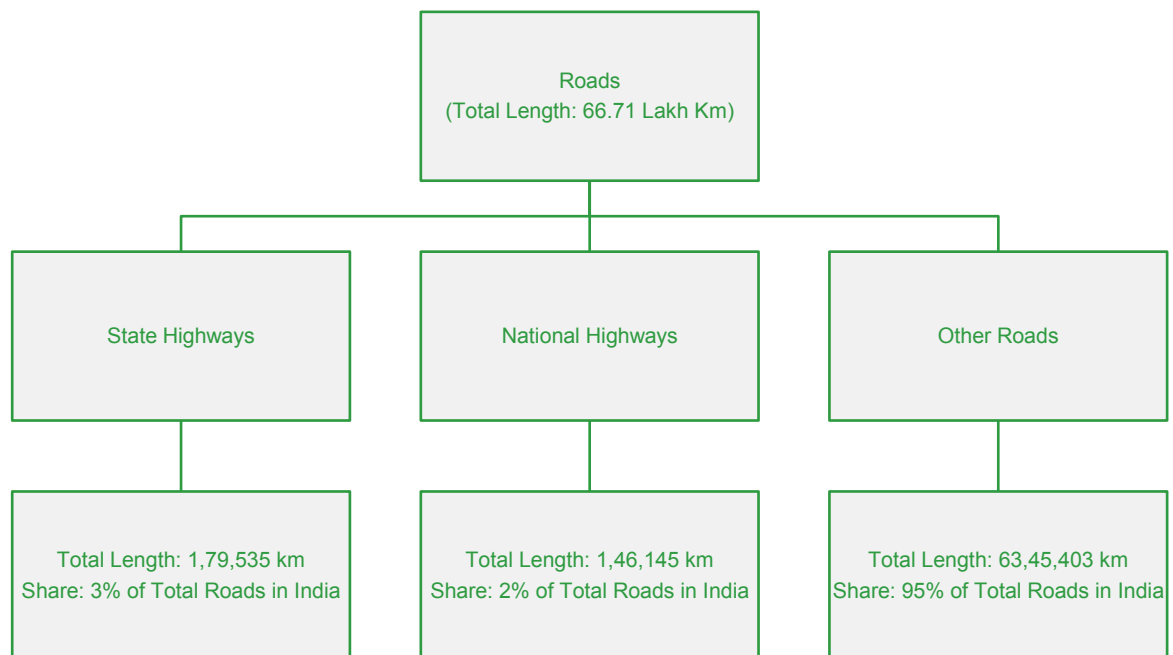 Roads
(Total Length: 66.71 Lakh Km)
State Highways
National Highways
Other Roads
Total Length: 1,79,535 km
Share: 3% of Total Roads in India
Total Length: 1,46,145 km
Share: 2% of Total Roads in India
Total Length: 63,45,403 km
Share: 95% of Total Roads in India